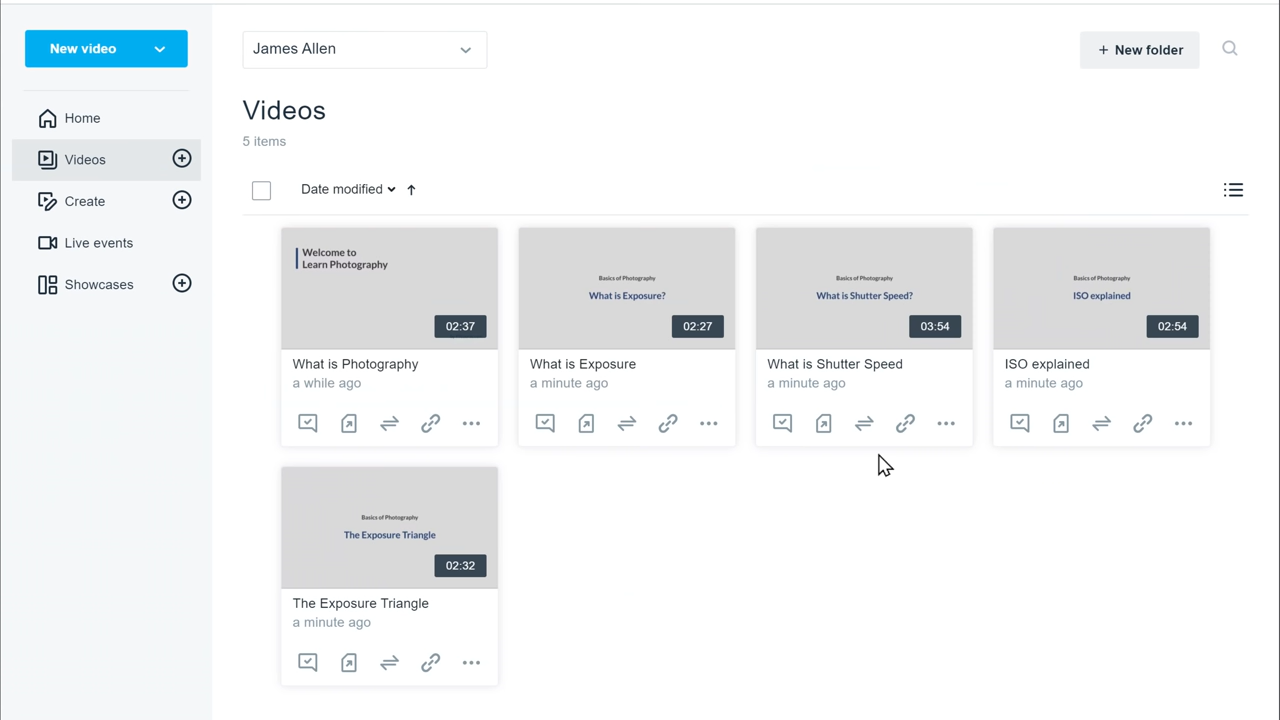 New video
James Allen
+ New folder
Home
Videos
Create
Live events
Showcases
Videos
5 items
Date modified
Welcome to
Learn Photography
02:37
What is Photography
a while ago
Basics of Photography
What is Exposure?
02:27
What is Exposure
a minute ago
Basics of Photography
What is Shutter Speed?
03:54
What is Shutter Speed
a minute ago
Basics of Photography
ISO explained
02:54
ISO explained
a minute ago
Basics of Photography
The Exposure Triangle
02:32
The Exposure Triangle
a minute ago